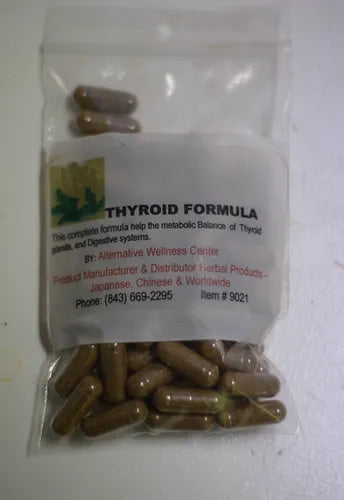 THYROID FORMULA
This complete formula help the metabolic Balance of Thyroid
glands, and Digestive systems.
BY: Alternative Wellness Center
Product Manufacturer & Distributor Herbal Products ~
Japanese, Chinese & Worldwide
Phone: (843) 669-2295 Item # 9021